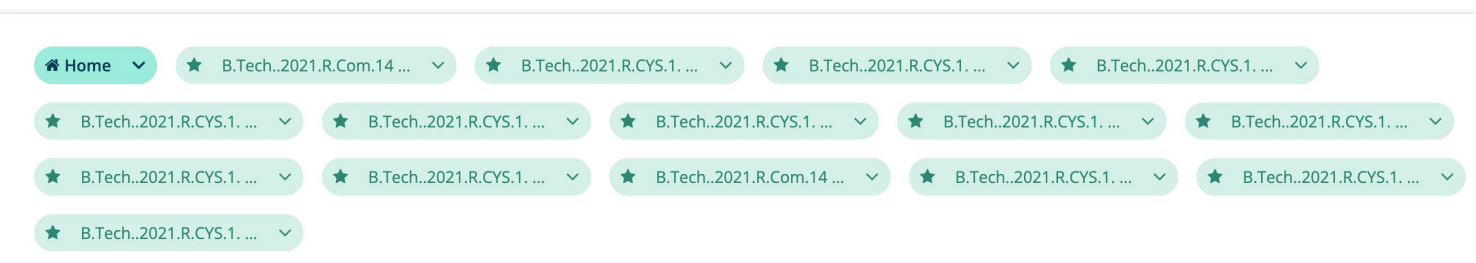 Home B.Tech..2021.R.Com.14 ... B.Tech..2021.R.CYS.1. ... B.Tech..2021.R.CYS.1. ... B.Tech..2021.R.CYS.1. ...
B.Tech..2021.R.CYS.1. ... B.Tech..2021.R.CYS.1. ... B.Tech..2021.R.CYS.1. ... B.Tech..2021.R.CYS.1. ... B.Tech..2021.R.CYS.1. ...
B.Tech..2021.R.CYS.1. ... B.Tech..2021.R.CYS.1. ... B.Tech..2021.R.Com.14 ... B.Tech..2021.R.CYS.1. ... B.Tech..2021.R.CYS.1. ...
B.Tech..2021.R.CYS.1. ...